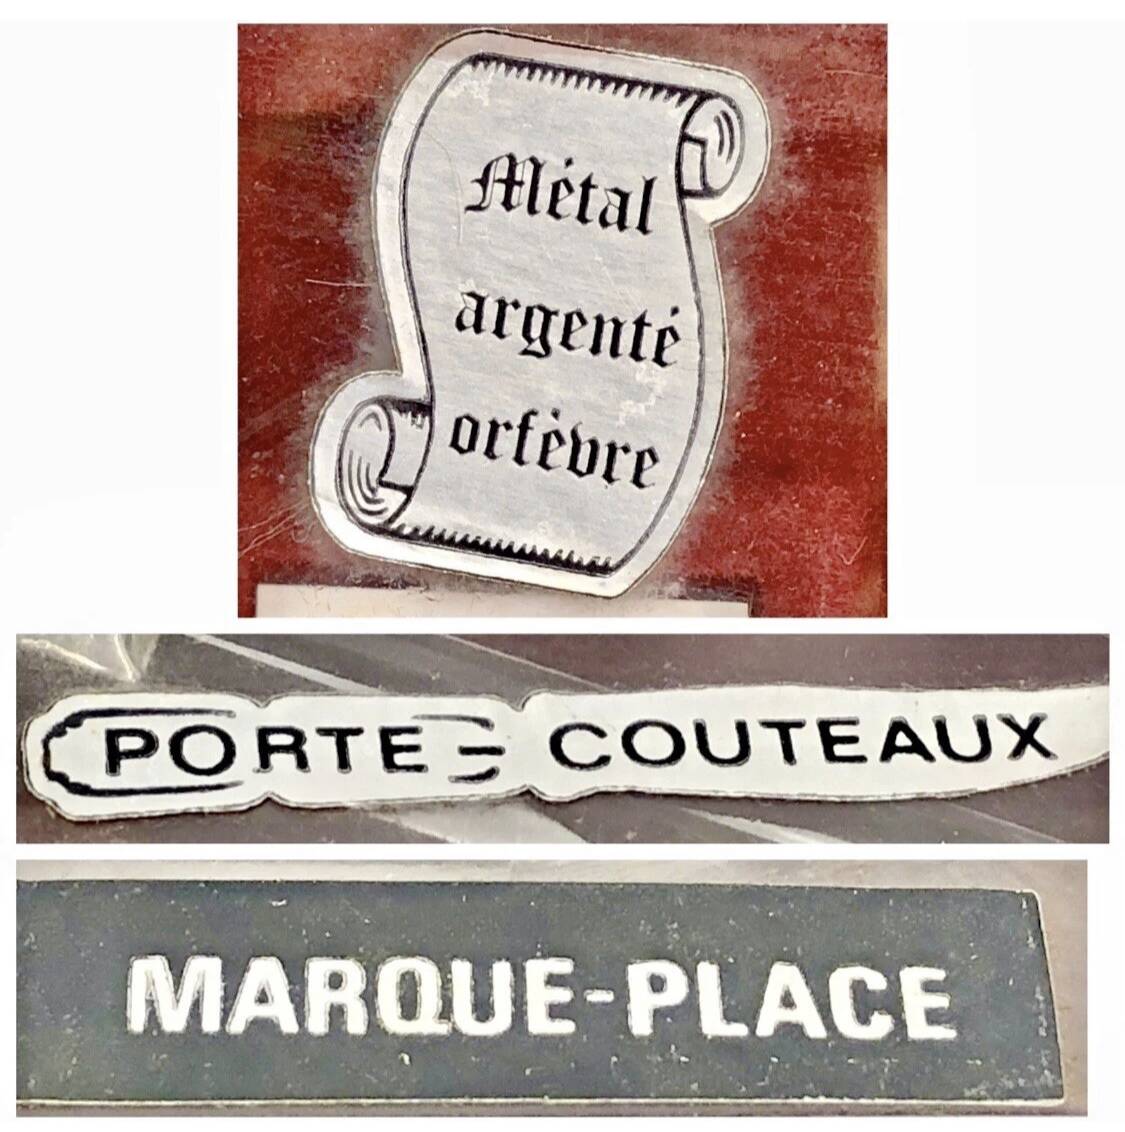 Métal
argenté
orfèvre
PORTE-COUTEAUX
MARQUE-PLACE